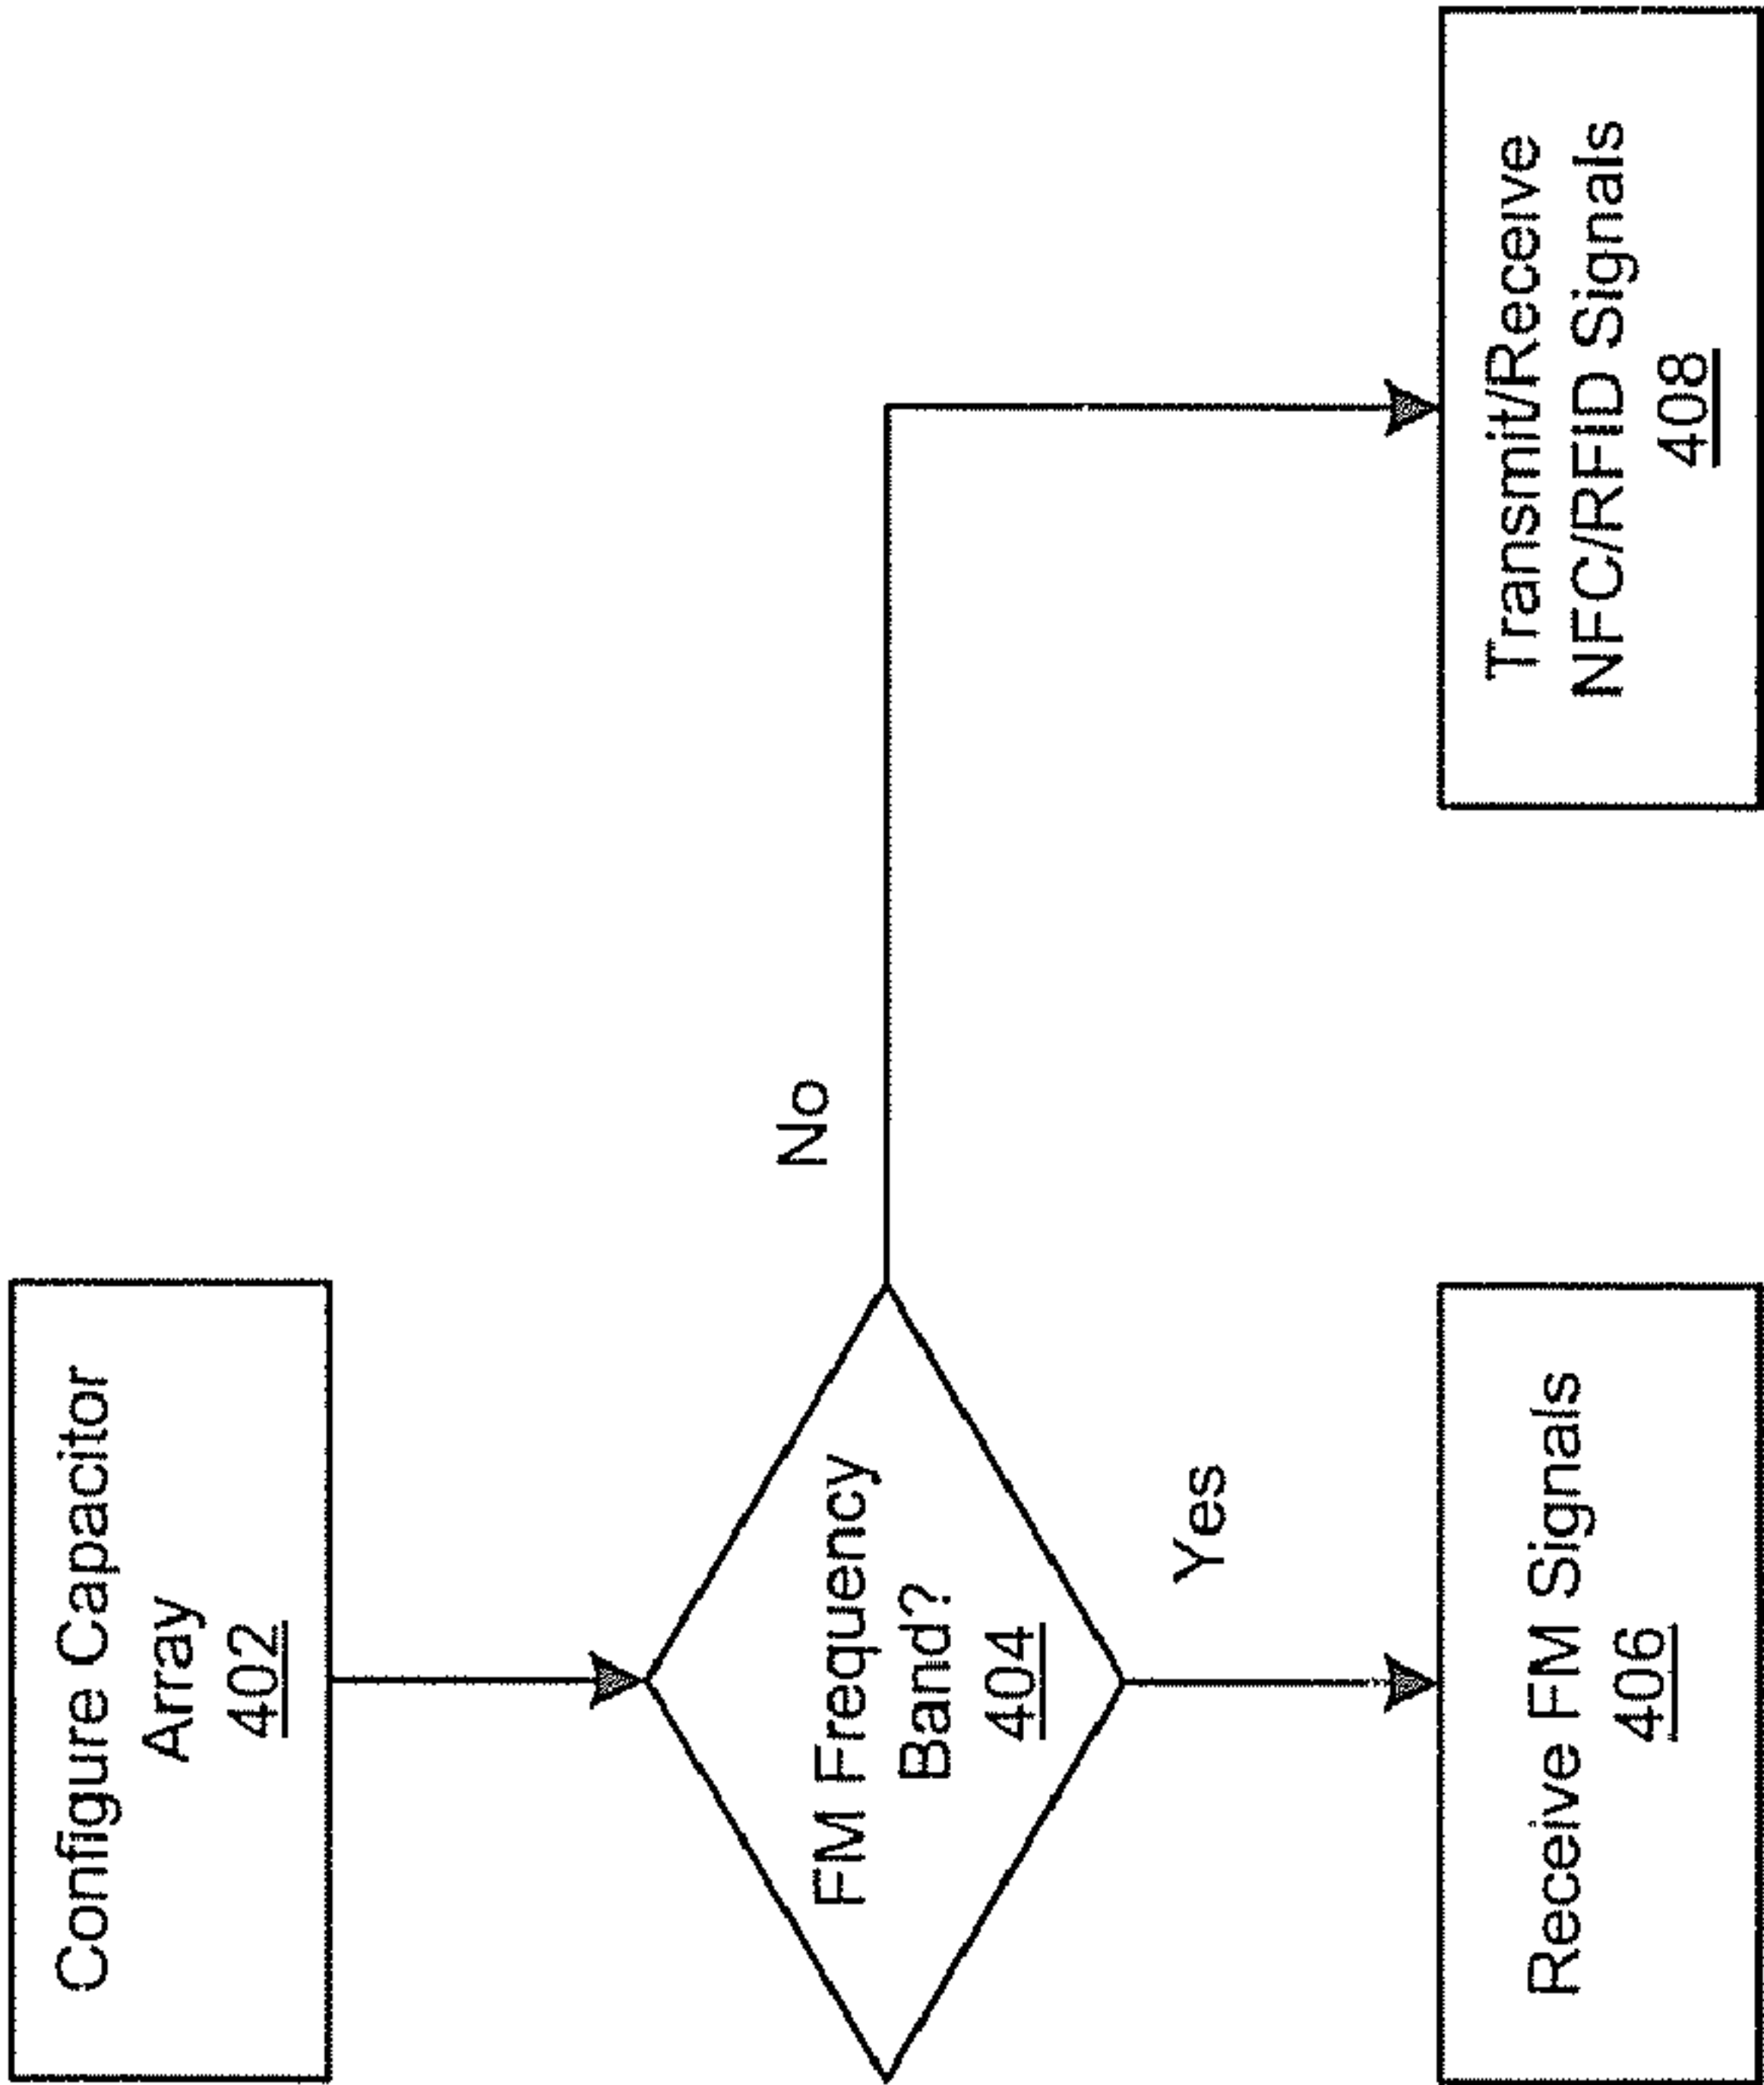 Configure Capacitor
Array
402
FM Frequency
Band?
404
No
Yes
Receive FM Signals
406
Transmit/Receive
NFC/RFID Signals
408